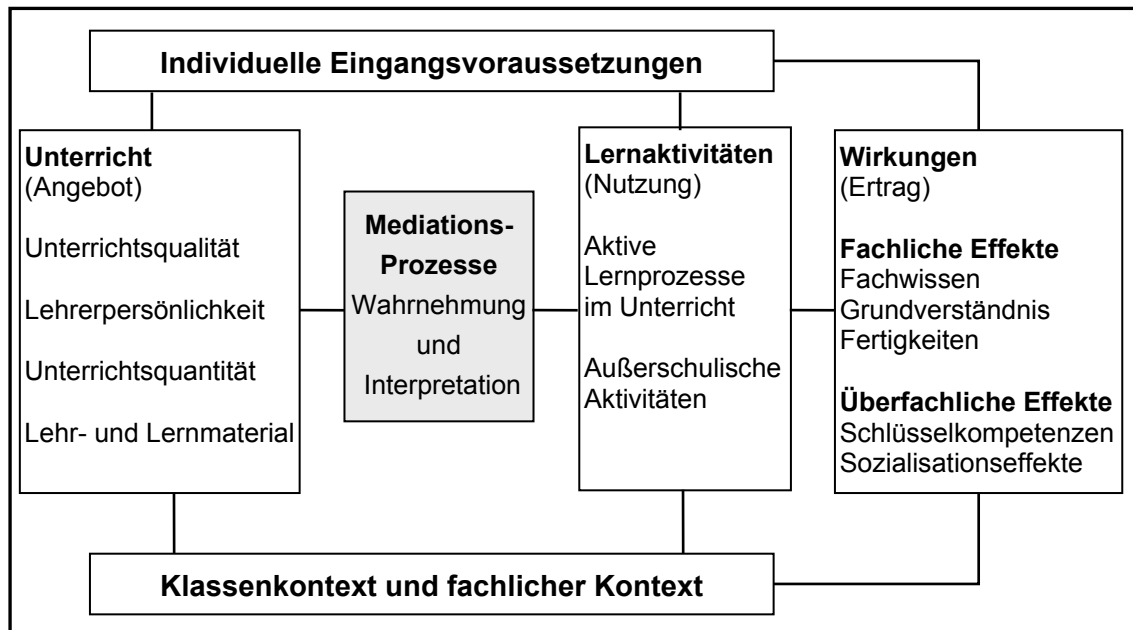 Individuelle Eingangsvoraussetzungen
Unterricht
(Angebot)
Unterrichtsqualität
Lehrerpersönlichkeit
Unterrichtsquantität
Lehr- und Lernmaterial
Mediations-
Prozesse
Wahrnehmung
und
Interpretation
Lernaktivitäten
(Nutzung)
Aktive
Lernprozesse
im Unterricht
Außerschulische
Aktivitäten
Wirkungen
(Ertrag)
Fachliche Effekte
Fachwissen
Grundverständnis
Fertigkeiten
Überfachliche Effekte
Schlüsselkompetenzen
Sozialisationseffekte
Klassenkontext und fachlicher Kontext